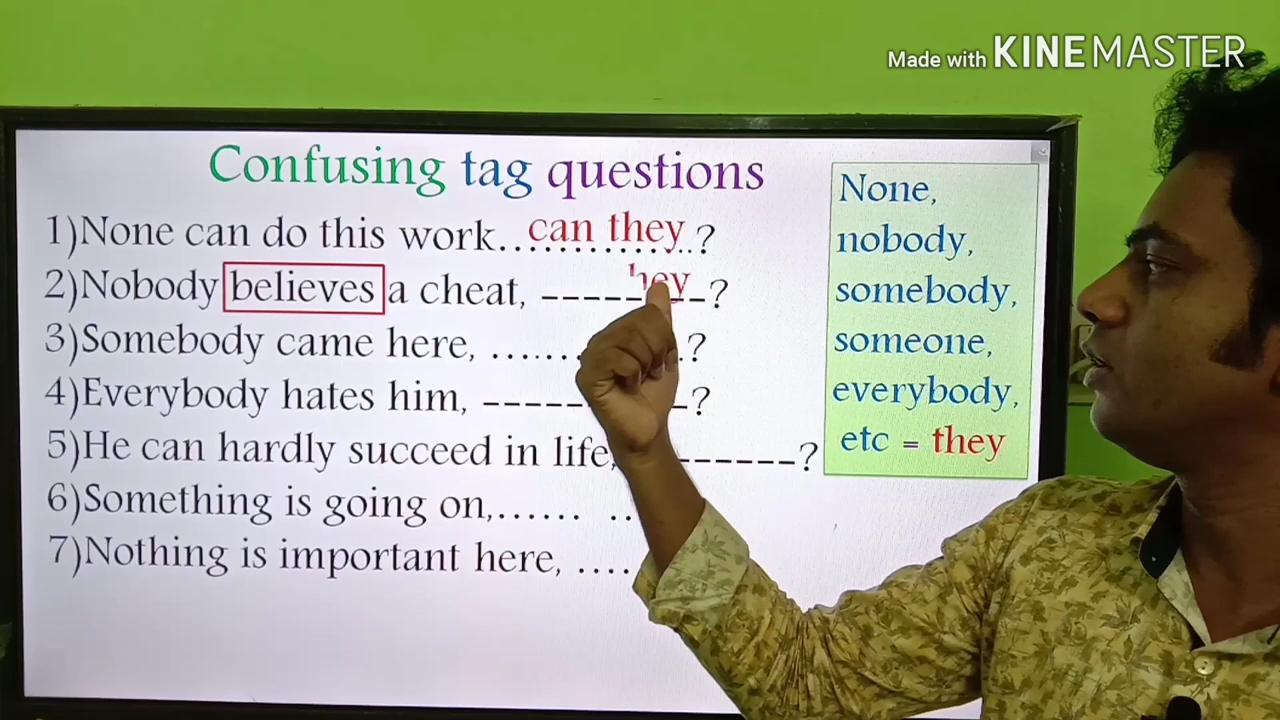 Made with KINEMASTER
Confusing tag questions
1)None can do this work.............can they..?
2)Nobody believes a cheat, --------hey--?
3)Somebody came here, ......... .?
4)Everybody hates him, ------- -?
5)He can hardly succeed in life, -------?
6)Something is going on,...... ..
7)Nothing is important here, ....
None,
nobody,
somebody,
someone,
everybody,
etc = they